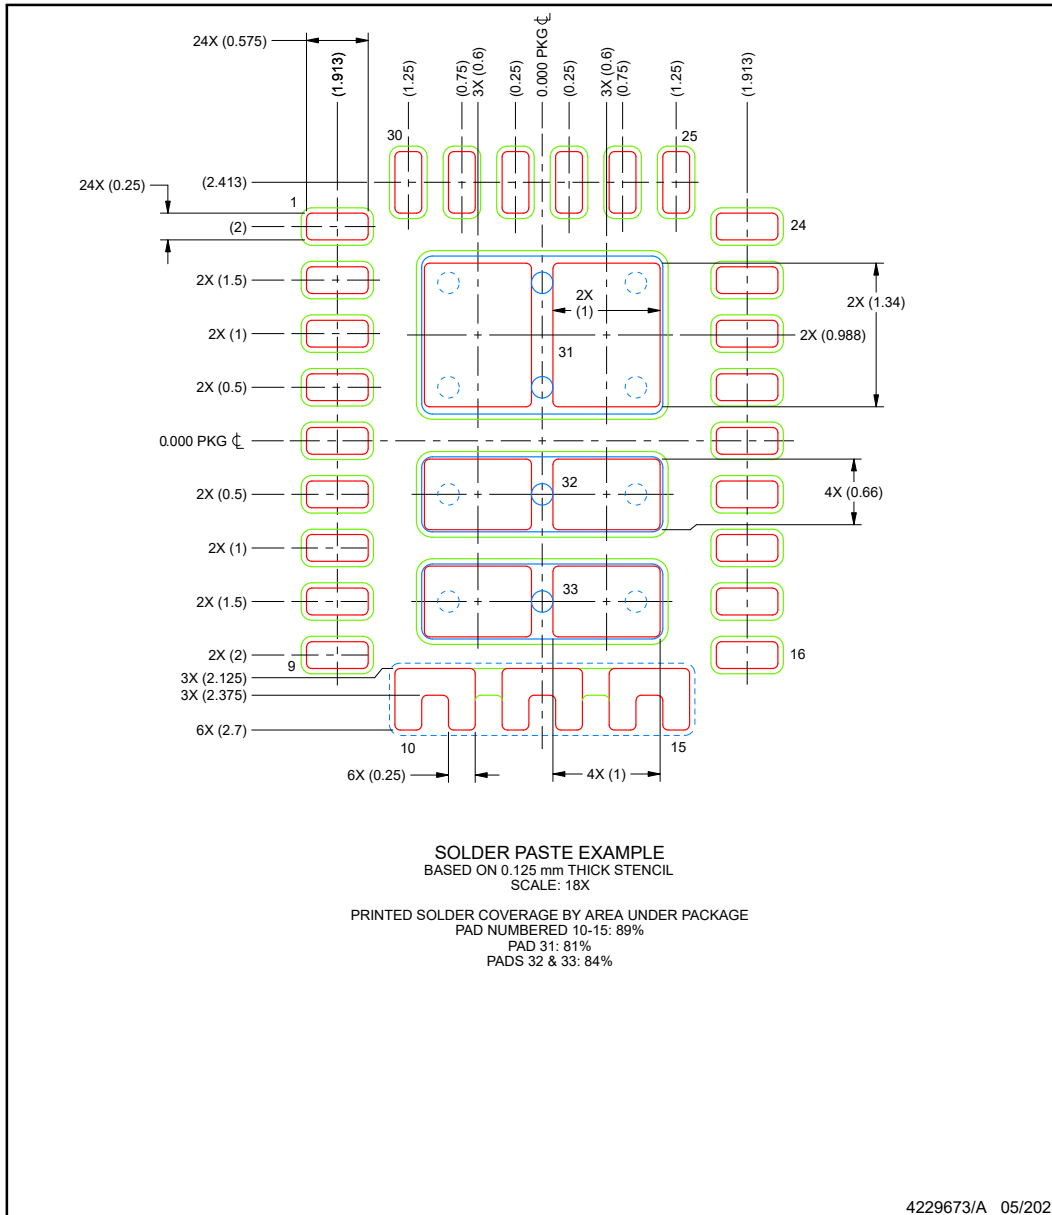 24X (0.575)
(1.913)
(1.25)
(0.75)
3X (0.6)
(0.25)
0.000 PKG ℄
(0.25)
3X (0.6)
(0.75)
(1.25)
(1.913)
30
25
24X (0.25)
(2.413)
1
(2)
24
2X (1.5)
2X
(1)
2X (1.34)
2X (1)
2X (0.988)
31
2X (0.5)
0.000 PKG ℄
32
2X (0.5)
4X (0.66)
2X (1)
33
2X (1.5)
2X (2)
9
16
3X (2.125)
3X (2.375)
6X (2.7)
10
15
6X (0.25)
4X (1)
SOLDER PASTE EXAMPLE
BASED ON 0.125 mm THICK STENCIL
SCALE: 18X
PRINTED SOLDER COVERAGE BY AREA UNDER PACKAGE
PAD NUMBERED 10-15: 89%
PAD 31: 81%
PADS 32 & 33: 84%
4229673/A 05/202